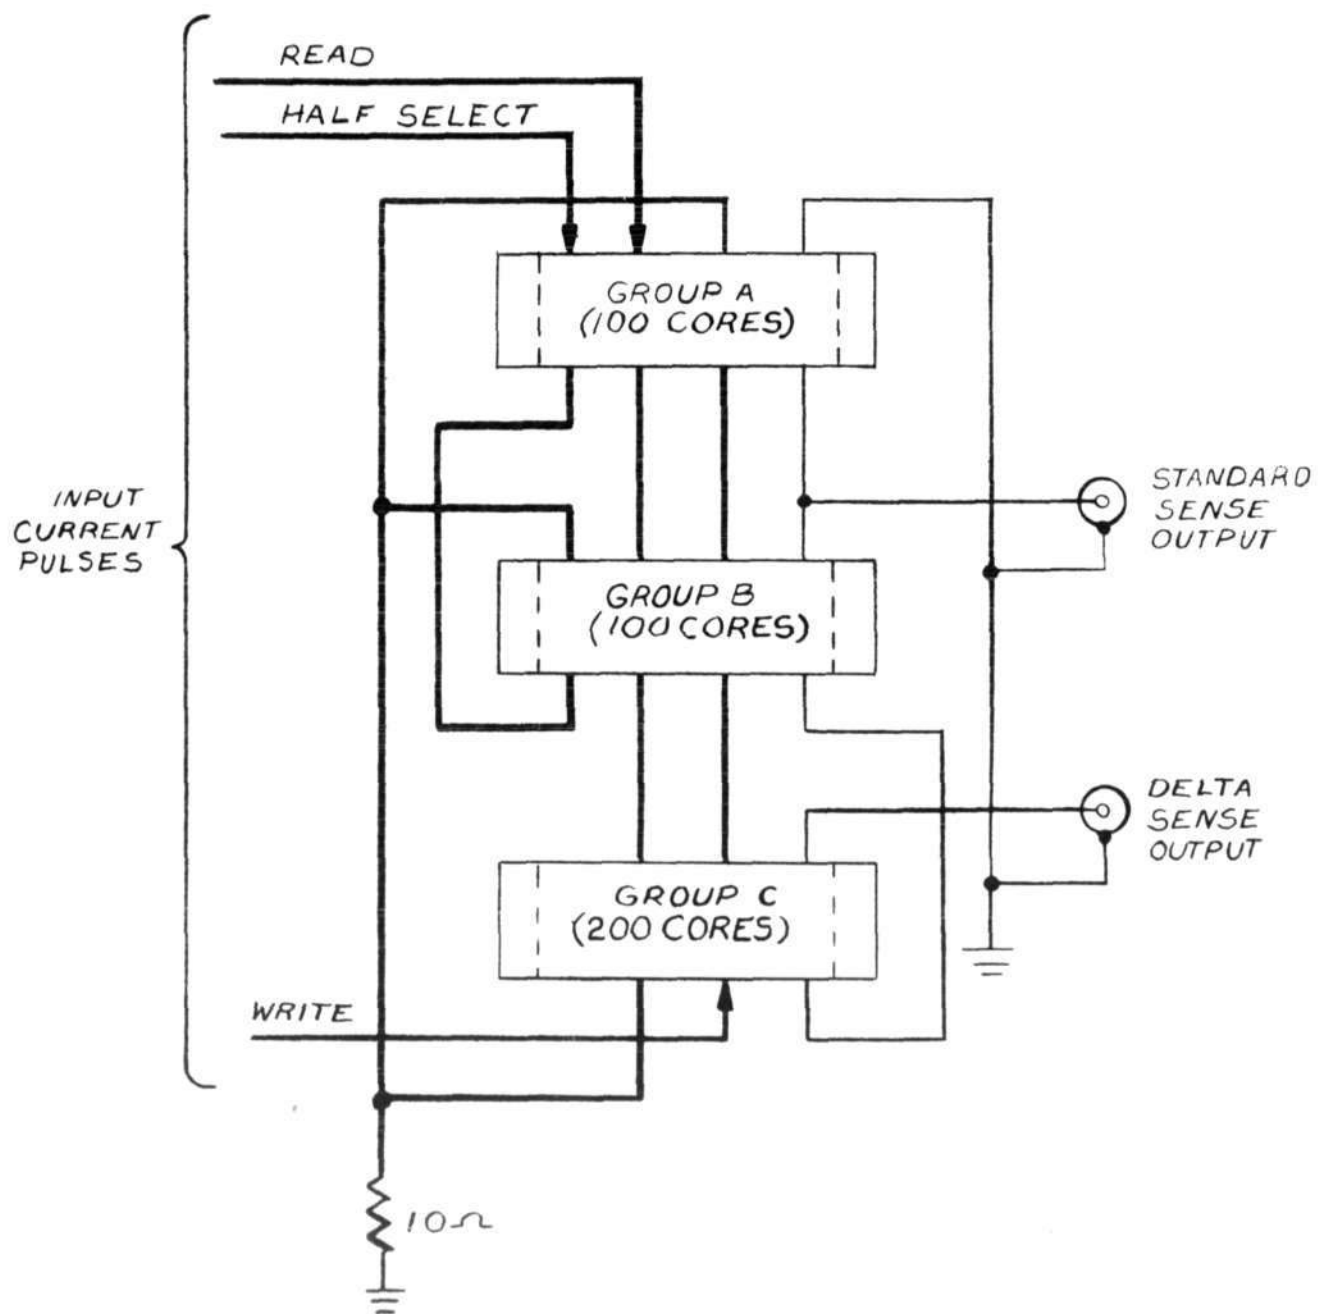 READ
HALF SELECT
GROUP A
(100 CORES)
INPUT
CURRENT
PULSES
STANDARD
SENSE
OUTPUT
GROUP B
(100 CORES)
DELTA
SENSE
OUTPUT
GROUP C
(200 CORES)
WRITE
10Ω